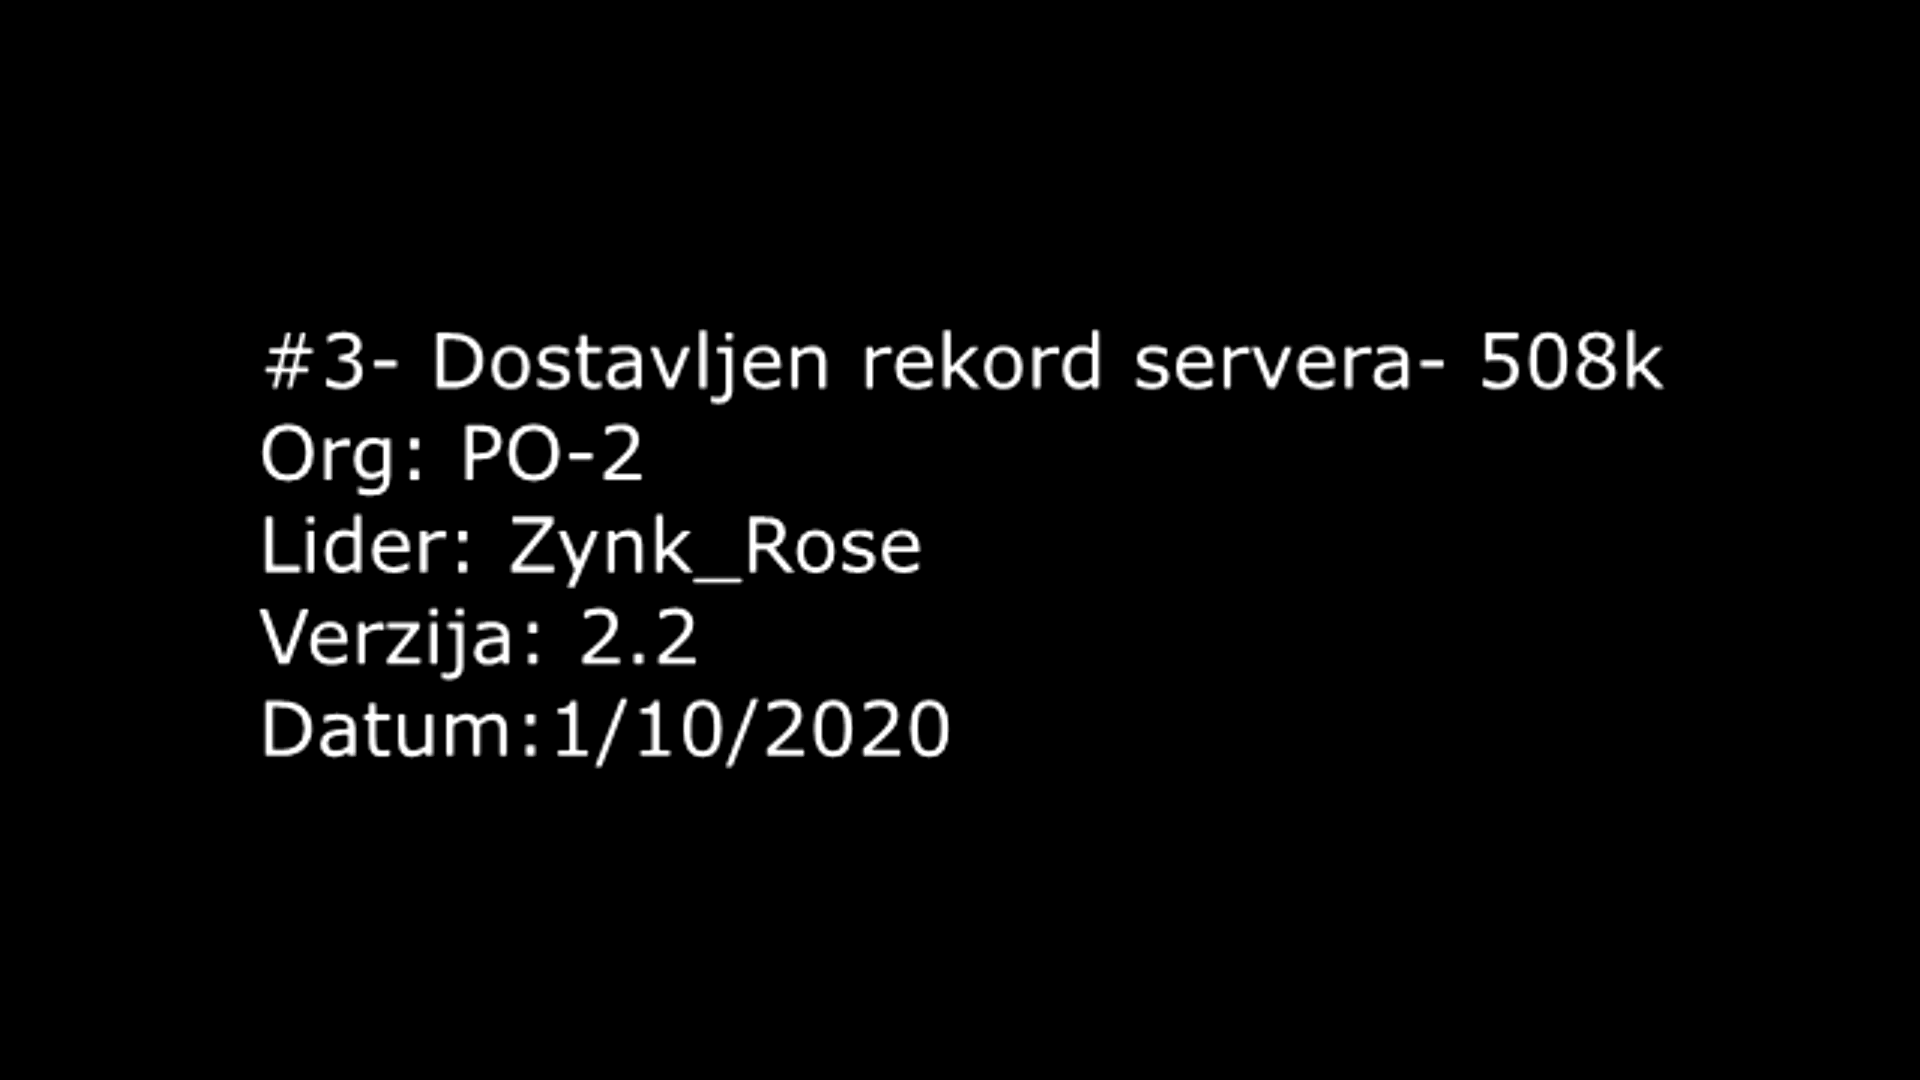 #3- Dostavljen rekord servera- 508k
Org: PO-2
Lider: Zynk_Rose
Verzija: 2.2
Datum:1/10/2020